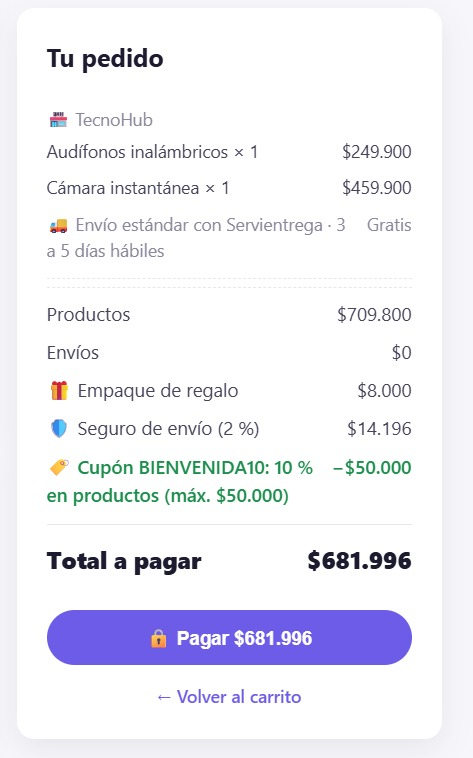 Tu pedido
TecnoHub
Audífonos inalámbricos × 1 $249.900
Cámara instantánea × 1 $459.900
Envío estándar con Servientrega · 3 Gratis
a 5 días hábiles
Productos $709.800
Envíos $0
Empaque de regalo $8.000
Seguro de envío (2 %) $14.196
Cupón BIENVENIDA10: 10 % −$50.000
en productos (máx. $50.000)
Total a pagar $681.996
Pagar $681.996
← Volver al carrito